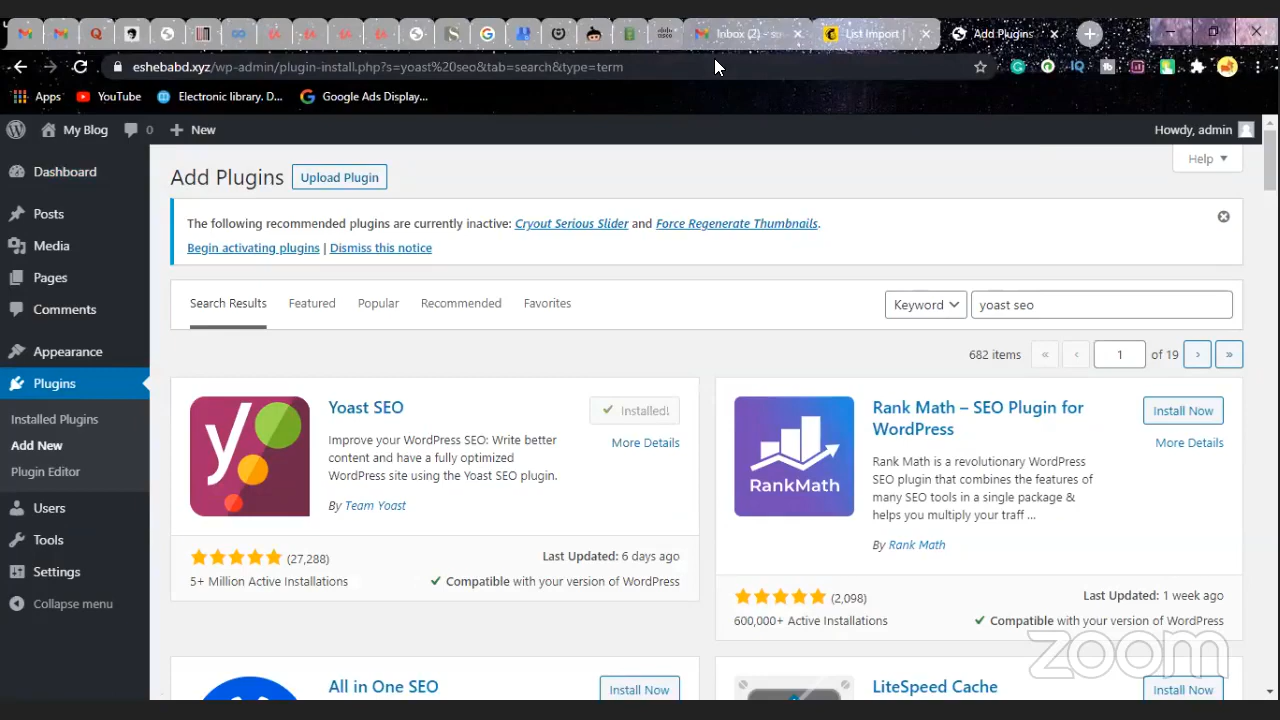 Inbox (2) - su
List Import |
Add Plugins
eshebabd.xyz/wp-admin/plugin-install.php?s=yoast%20seo&tab=search&type=term
Apps
YouTube
Electronic library. D...
Google Ads Display...
My Blog
0
New
Howdy, admin
Dashboard
Posts
Media
Pages
Comments
Appearance
Plugins
Installed Plugins
Add New
Plugin Editor
Users
Tools
Settings
Collapse menu
Help
Add Plugins
Upload Plugin
The following recommended plugins are currently inactive: Cryout Serious Slider and Force Regenerate Thumbnails.
Begin activating plugins | Dismiss this notice
Search Results
Featured
Popular
Recommended
Favorites
Keyword
yoast seo
682 items
«
‹
1
of 19
›
»
Yoast SEO
Installed!
More Details
Improve your WordPress SEO: Write better
content and have a fully optimized
WordPress site using the Yoast SEO plugin.
By Team Yoast
(27,288)
5+ Million Active Installations
Last Updated: 6 days ago
Compatible with your version of WordPress
RankMath
Rank Math – SEO Plugin for
WordPress
Install Now
More Details
Rank Math is a revolutionary WordPress
SEO plugin that combines the features of
many SEO tools in a single package &
helps you multiply your traff ...
By Rank Math
(2,098)
600,000+ Active Installations
Last Updated: 1 week ago
Compatible with your version of WordPress
All in One SEO
Install Now
LiteSpeed Cache
Install Now
zoom